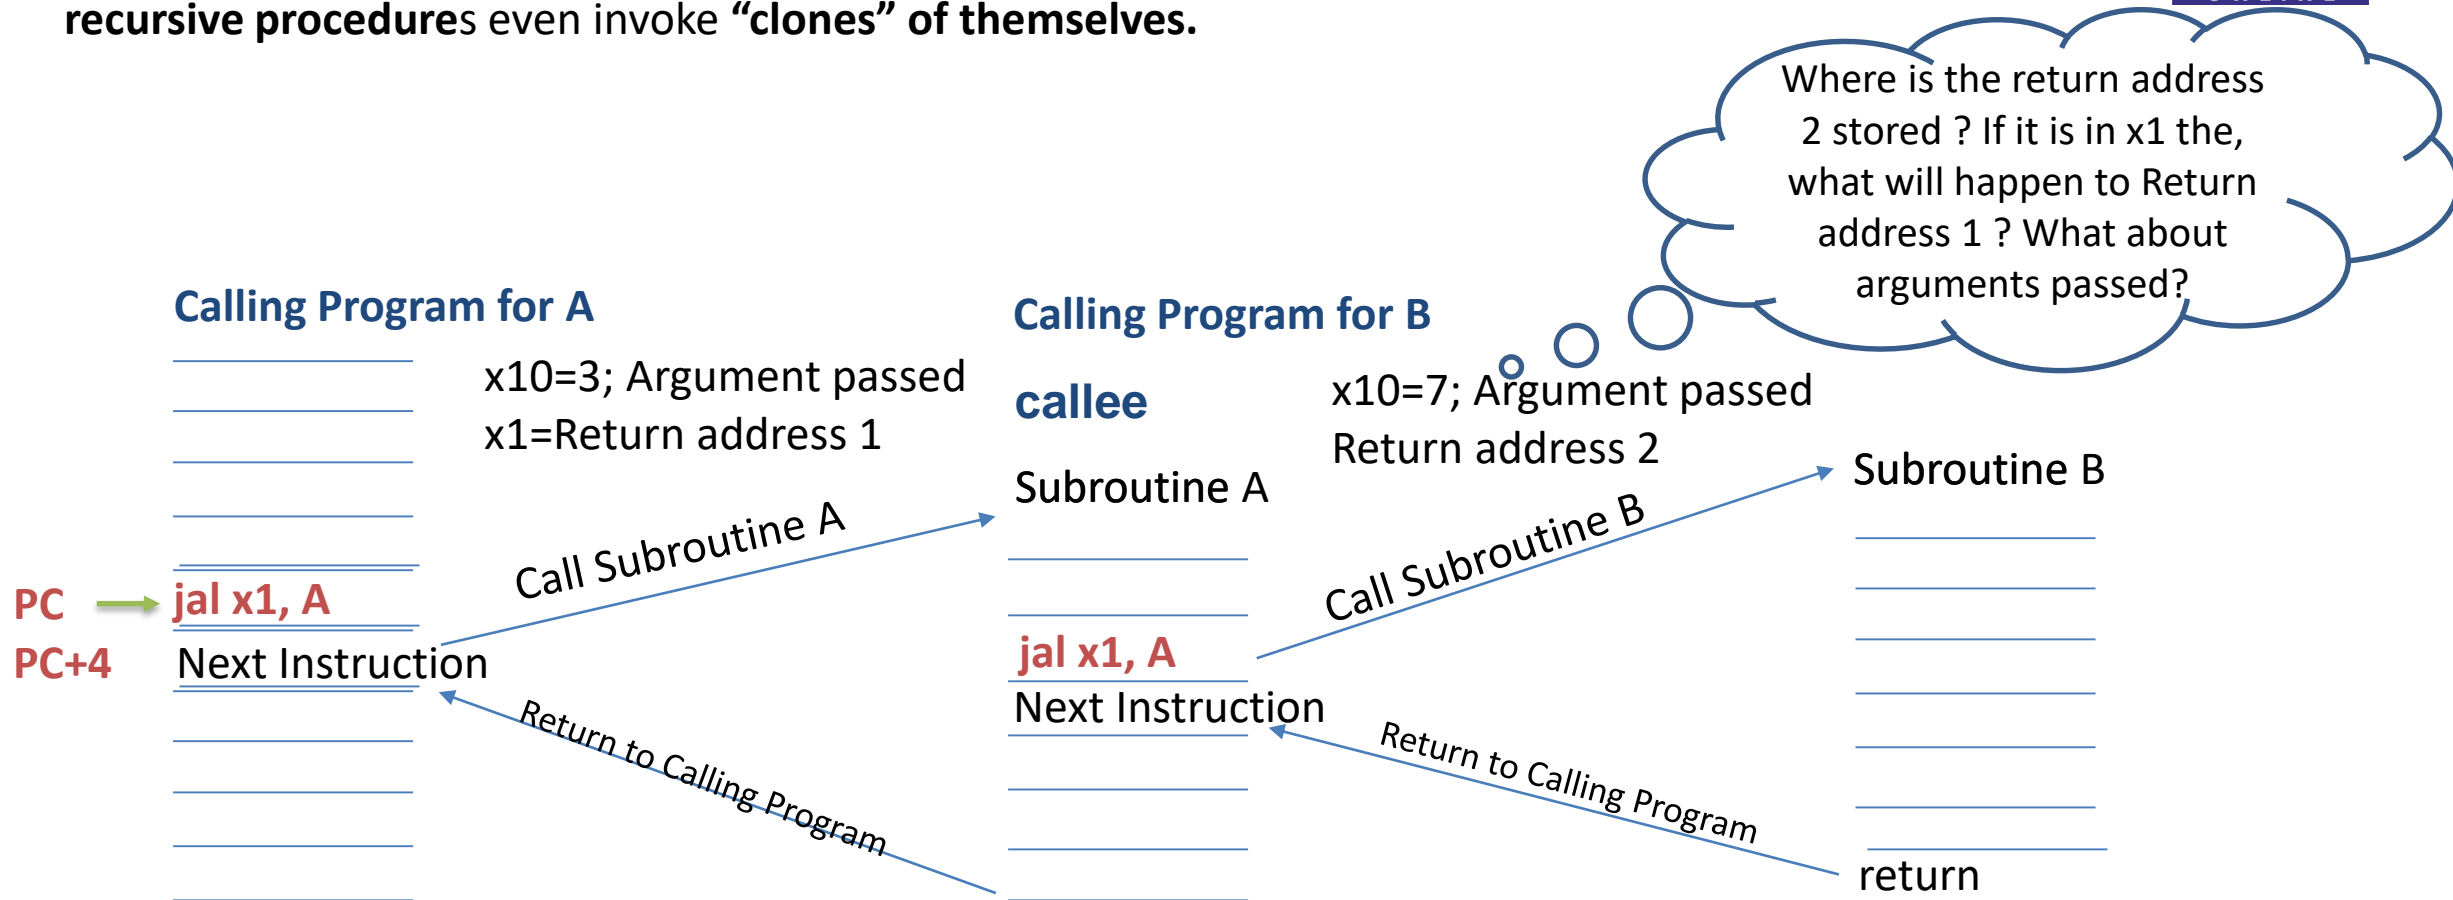 recursive procedures even invoke “clones” of themselves.
Where is the return address
2 stored ? If it is in x1 the,
what will happen to Return
address 1 ? What about
arguments passed?
Calling Program for A
x10=3; Argument passed
x1=Return address 1
Calling Program for B
callee
x10=7; Argument passed
Return address 2
Subroutine A
Subroutine B
Call Subroutine A
Call Subroutine B
PC
jal x1, A
PC+4
Next Instruction
jal x1, A
Next Instruction
Return to Calling Program
Return to Calling Program
return